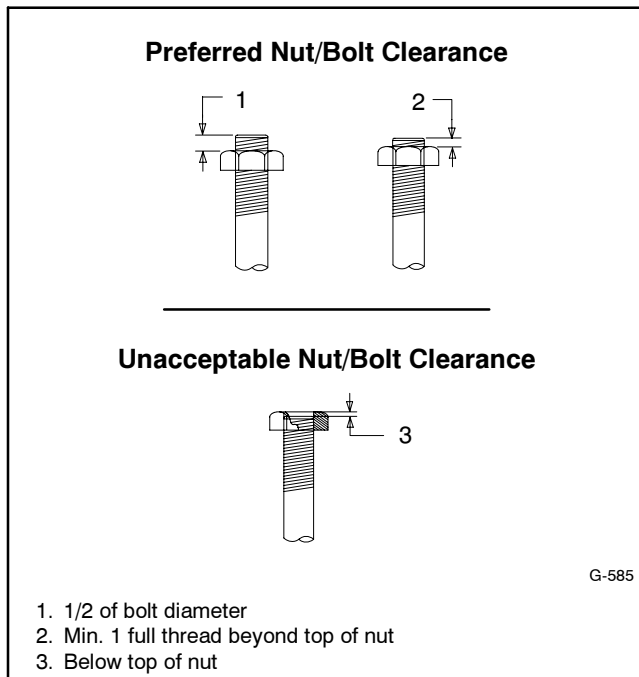 Preferred Nut/Bolt Clearance
1
2
Unacceptable Nut/Bolt Clearance
3
G-585
1. 1/2 of bolt diameter
2. Min. 1 full thread beyond top of nut
3. Below top of nut